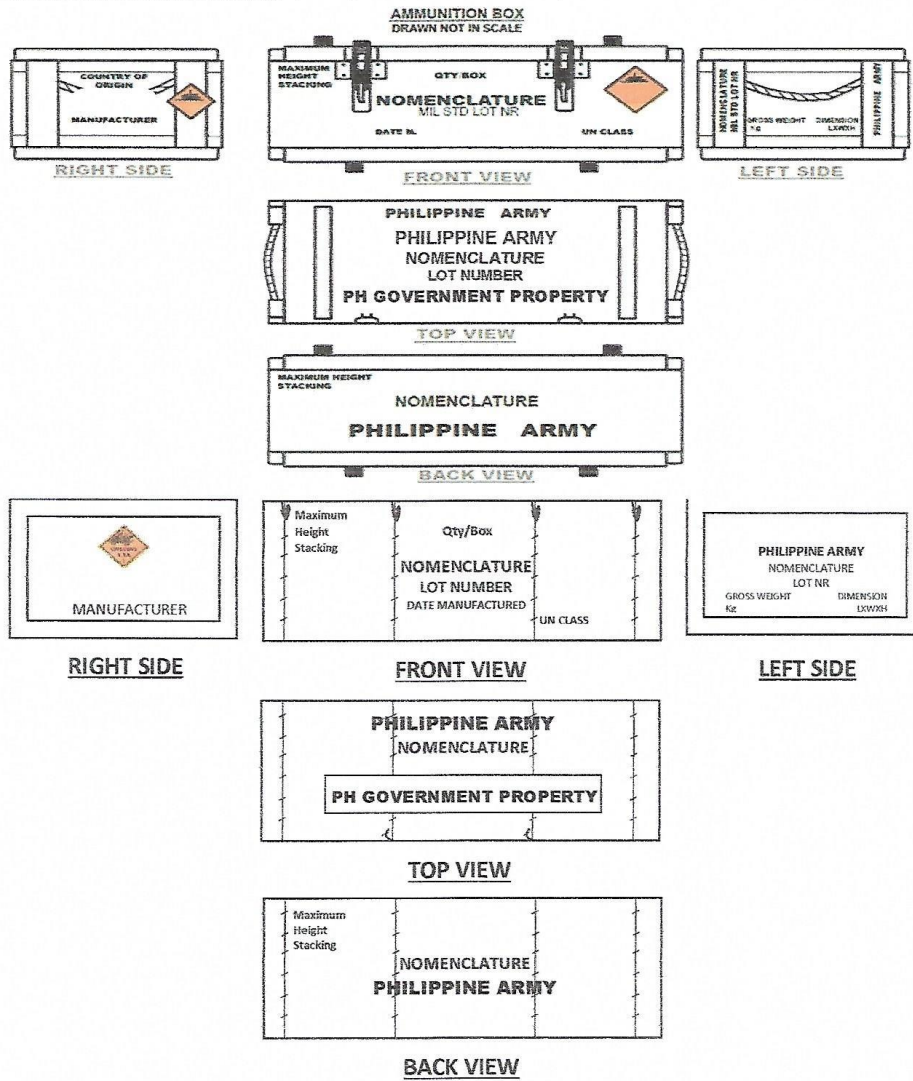 AMMUNITION BOX
DRAWN NOT IN SCALE
COUNTRY OF
ORIGIN
MANUFACTURER
RIGHT SIDE
MAXIMUM
HEIGHT
STACKING
QTY/BOX
NOMENCLATURE
MIL STD LOT NR
DATE M.
UN CLASS
FRONT VIEW
NOMENCLATURE
MIL STD LOT NR
GROSS WEIGHT
Kg
DIMENSION
LXWXH
PHILIPPINE ARMY
LEFT SIDE
PHILIPPINE ARMY
PHILIPPINE ARMY
NOMENCLATURE
LOT NUMBER
PH GOVERNMENT PROPERTY
TOP VIEW
MAXIMUM HEIGHT
STACKING
NOMENCLATURE
PHILIPPINE ARMY
BACK VIEW
MANUFACTURER
RIGHT SIDE
Maximum
Height
Stacking
Qty/Box
NOMENCLATURE
LOT NUMBER
DATE MANUFACTURED
UN CLASS
FRONT VIEW
PHILIPPINE ARMY
NOMENCLATURE
LOT NR
GROSS WEIGHT DIMENSION
Kg LXWXH
LEFT SIDE
PHILIPPINE ARMY
NOMENCLATURE
PH GOVERNMENT PROPERTY
TOP VIEW
Maximum
Height
Stacking
NOMENCLATURE
PHILIPPINE ARMY
BACK VIEW